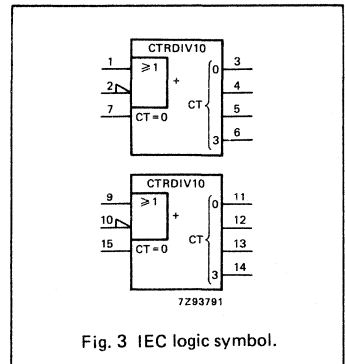 CTRDIV10
1 ≥1 0 3
2 + 4
7 CT=0 CT 5
3 6
CTRDIV10
9 ≥1 0 11
10 + 12
15 CT=0 CT 13
3 14
7Z93791
Fig. 3 IEC logic symbol.